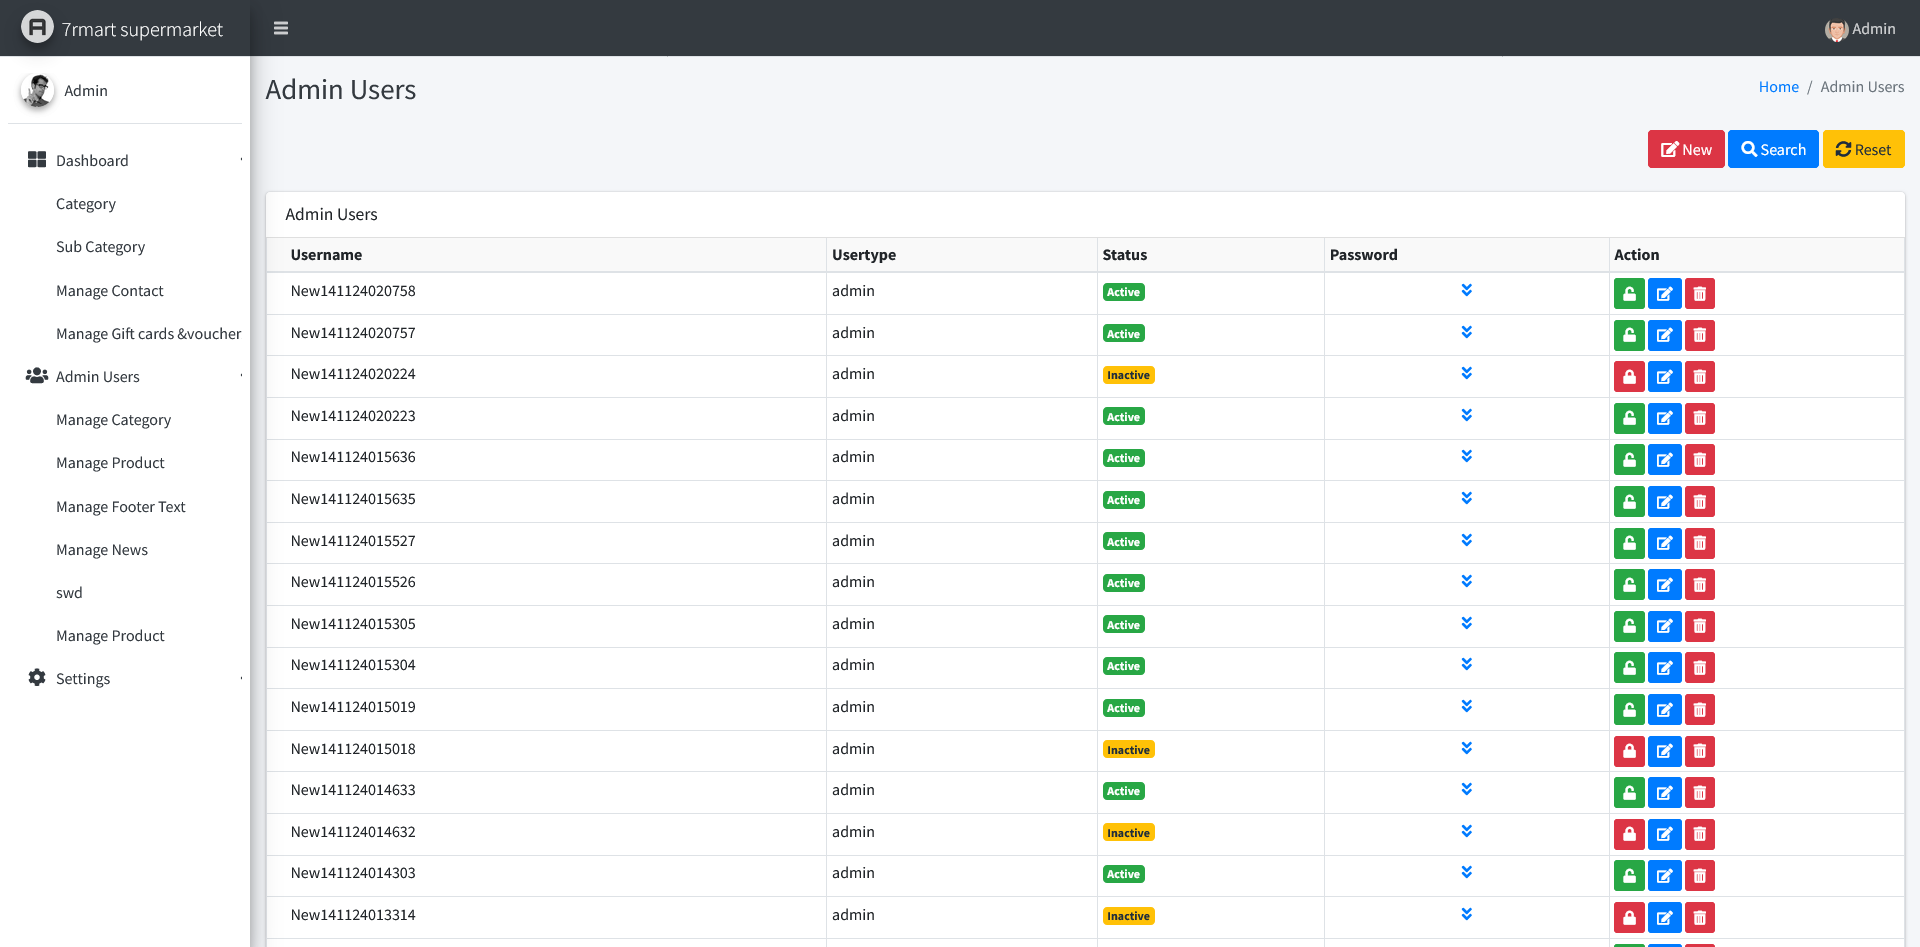 7rmart supermarket
Admin
Admin
Dashboard
Category
Sub Category
Manage Contact
Manage Gift cards &voucher
Admin Users
Manage Category
Manage Product
Manage Footer Text
Manage News
swd
Manage Product
Settings
Admin Users
Home / Admin Users
New Search Reset
Admin Users
Username Usertype Status Password Action
New141124020758 admin Active
New141124020757 admin Active
New141124020224 admin Inactive
New141124020223 admin Active
New141124015636 admin Active
New141124015635 admin Active
New141124015527 admin Active
New141124015526 admin Active
New141124015305 admin Active
New141124015304 admin Active
New141124015019 admin Active
New141124015018 admin Inactive
New141124014633 admin Active
New141124014632 admin Inactive
New141124014303 admin Active
New141124013314 admin Inactive